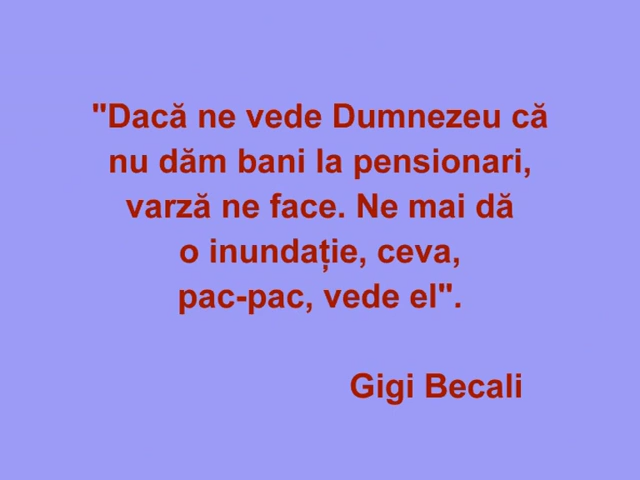 "Dacă ne vede Dumnezeu că
nu dăm bani la pensionari,
varză ne face. Ne mai dă
o inundație, ceva,
pac-pac, vede el".
Gigi Becali